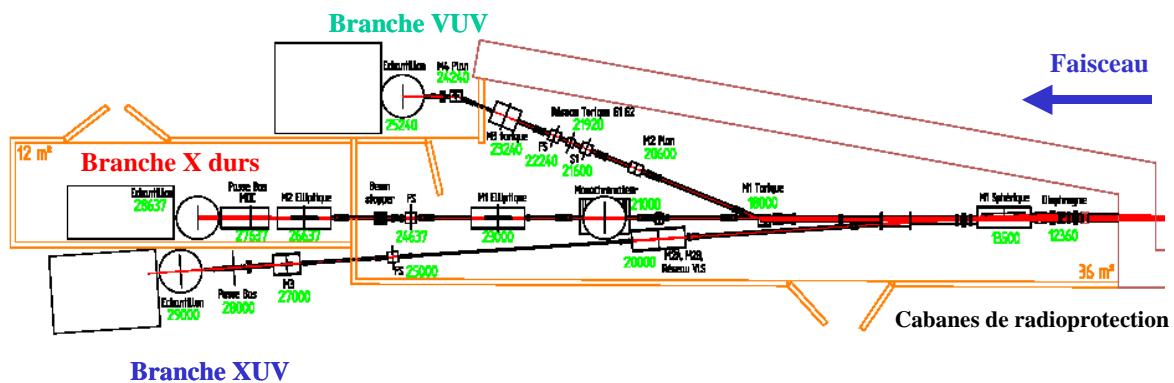 Branche VUV
Faisceau
Echantillon
25240
M4 Plan
24240
M3 torique
23240
FS
22240
S1
21600
Réseau Torique G1 G2
21920
M2 Plan
20600
M1 Torique
18000
M1 Sphérique
13500
Diaphragme
12360
12 m²
Branche X durs
Echantillon
28637
Passe Bas
MOC
27637
M2 Elliptique
26637
Beam
stopper
FS
24637
M1 Elliptique
23000
Monochromateur
21000
M2A, M2B,
Réseau VLS
20000
FS
25000
M3
27000
Passe Bas
28000
Echantillon
29000
36 m²
Cabanes de radioprotection
Branche XUV